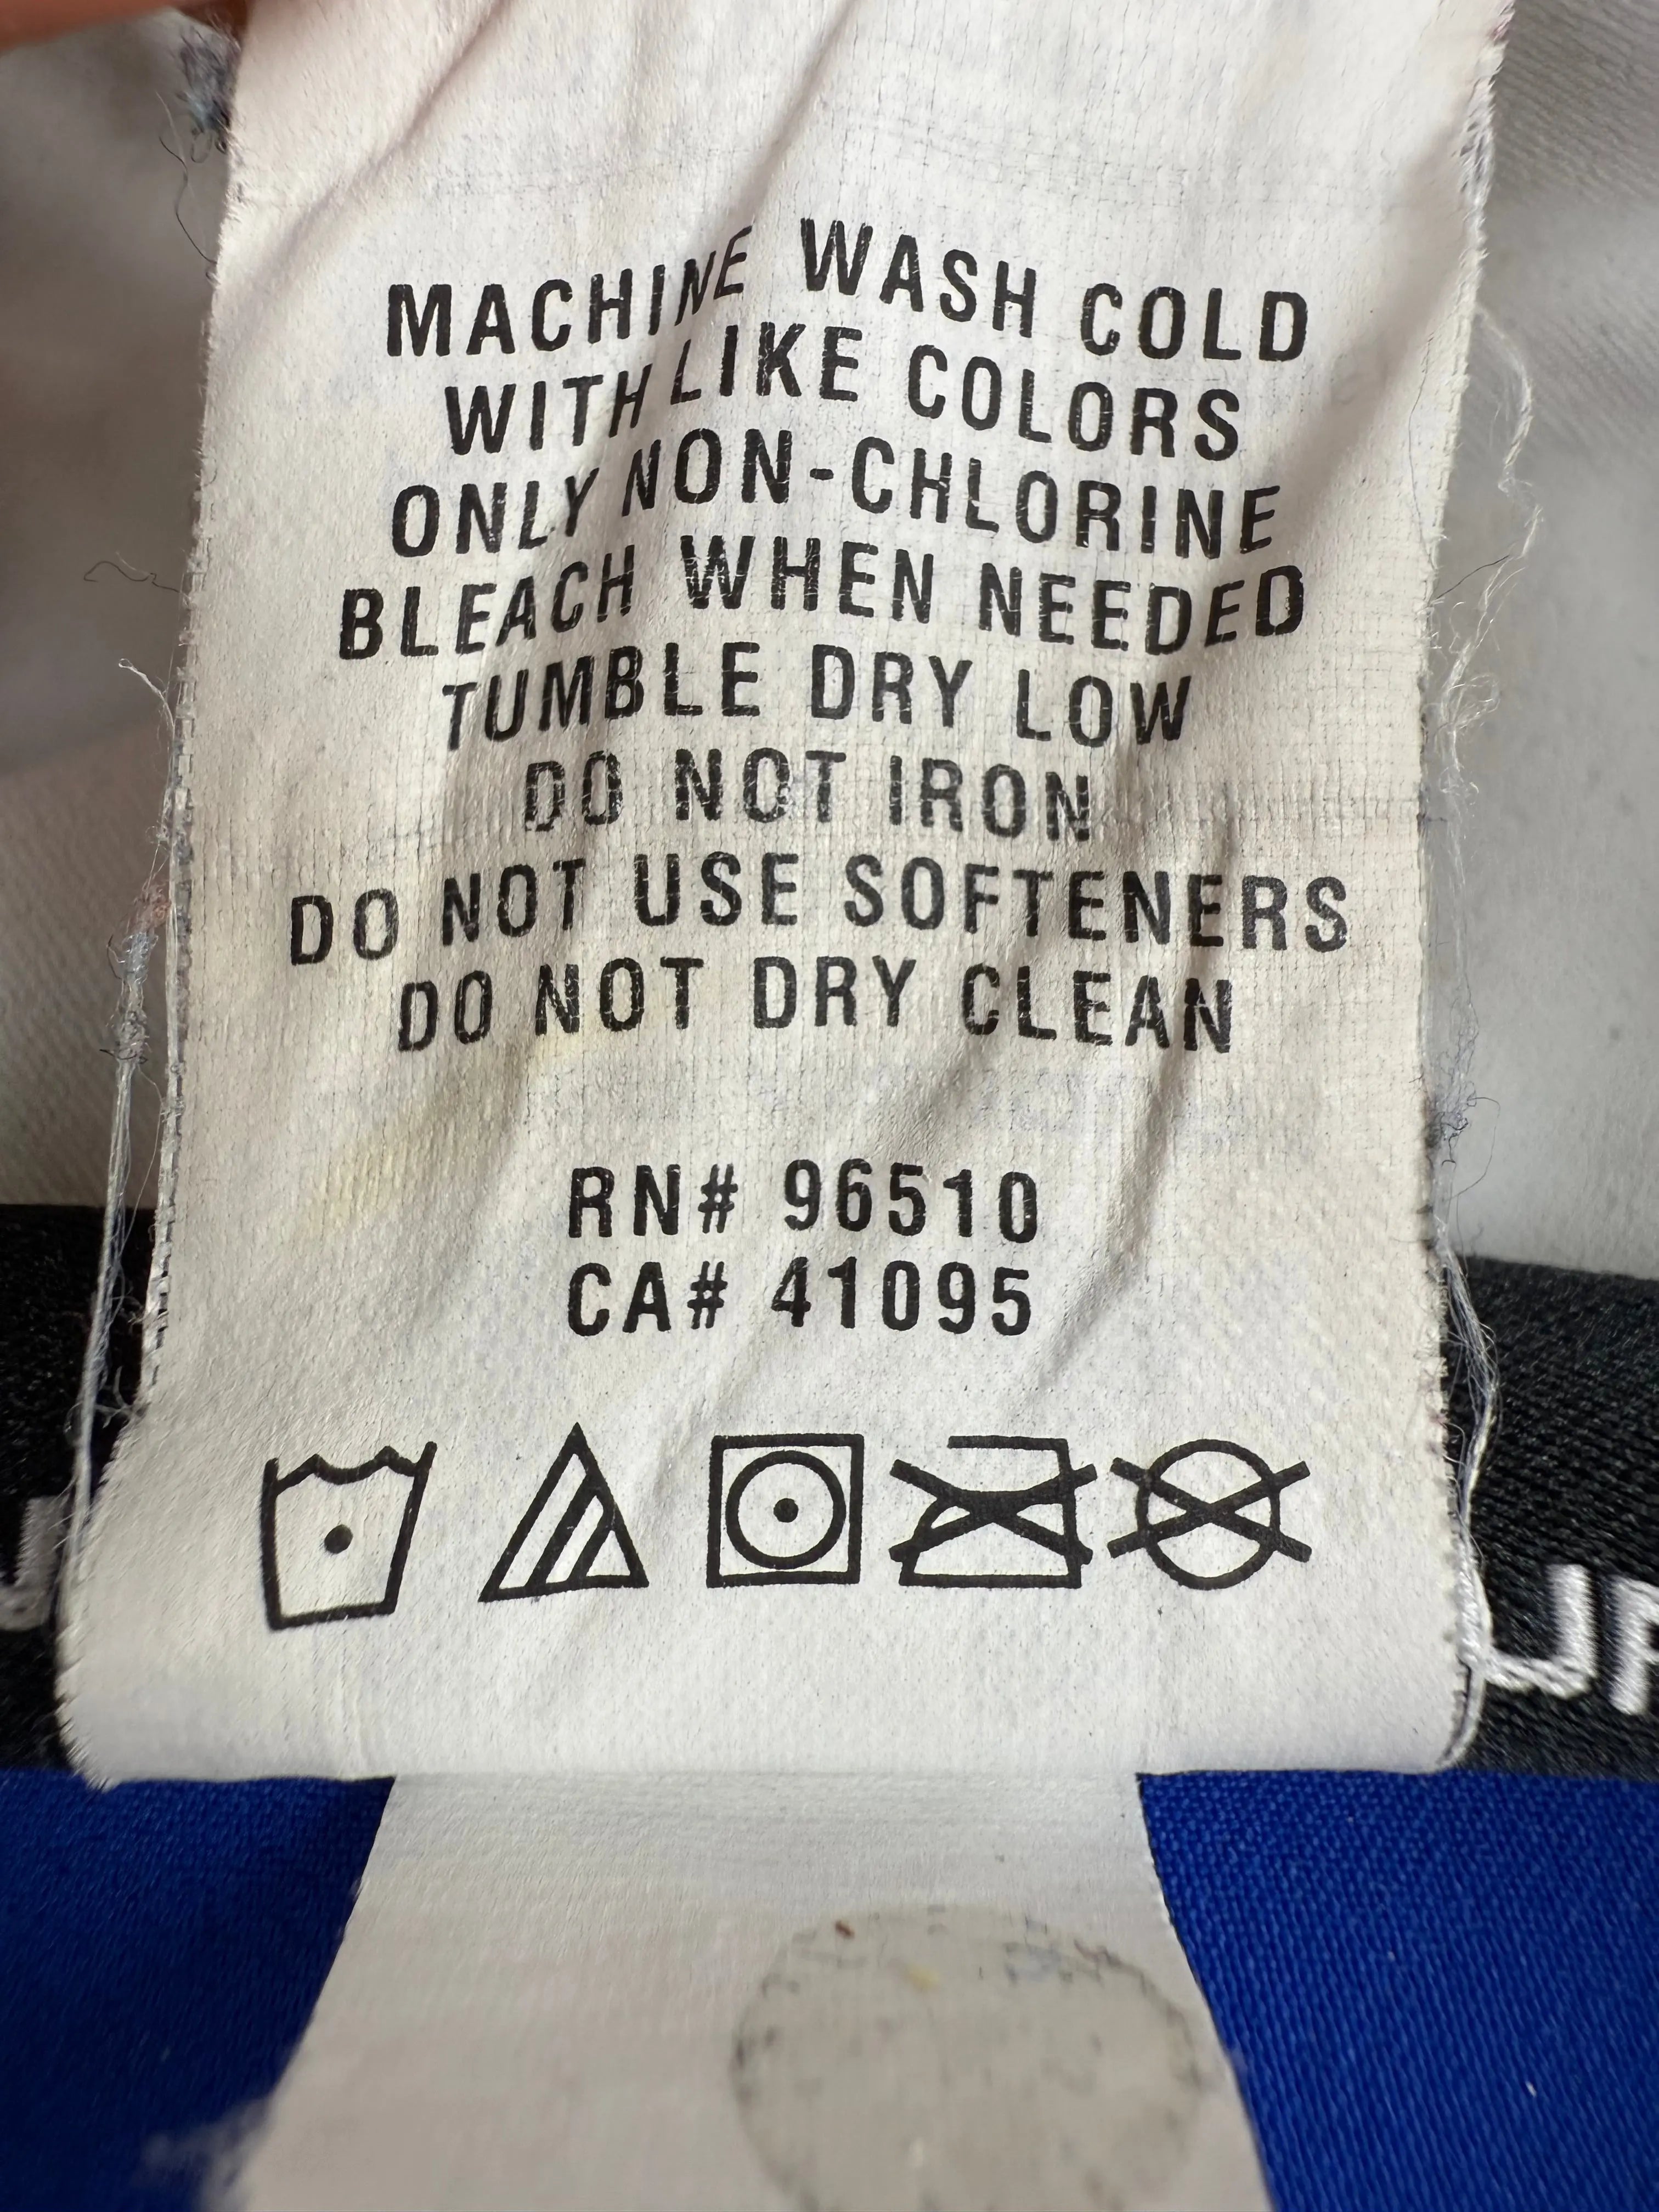 MACHINE WASH COLD
WITH LIKE COLORS
ONLY NON-CHLORINE
BLEACH WHEN NEEDED
TUMBLE DRY LOW
DO NOT IRON
DO NOT USE SOFTENERS
DO NOT DRY CLEAN
RN# 96510
CA# 41095